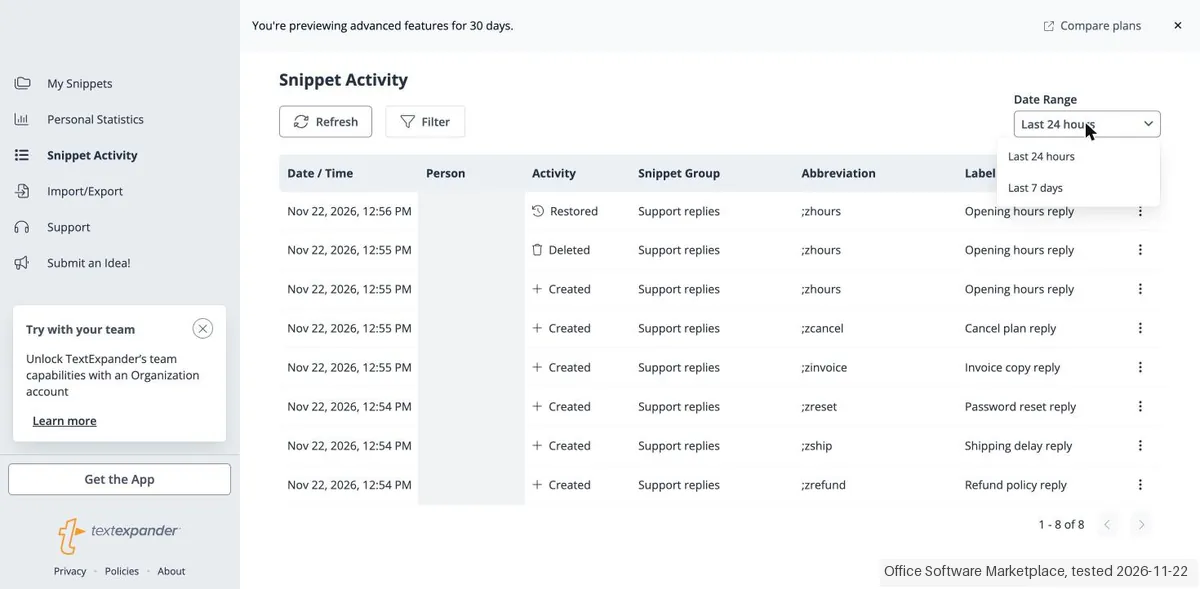 You're previewing advanced features for 30 days.
Compare plans
My Snippets
Personal Statistics
Snippet Activity
Import/Export
Support
Submit an Idea!
Try with your team
Unlock TextExpander's team
capabilities with an Organization
account
Learn more
Get the App
textexpander
Privacy - Policies - About
Snippet Activity
Refresh
Filter
Date Range
Last 24 hours
Last 24 hours
Last 7 days
Date / Time Person Activity Snippet Group Abbreviation Label
Nov 22, 2026, 12:56 PM Restored Support replies ;zhours Opening hours reply
Nov 22, 2026, 12:55 PM Deleted Support replies ;zhours Opening hours reply
Nov 22, 2026, 12:55 PM + Created Support replies ;zhours Opening hours reply
Nov 22, 2026, 12:55 PM + Created Support replies ;zcancel Cancel plan reply
Nov 22, 2026, 12:55 PM + Created Support replies ;zinvoice Invoice copy reply
Nov 22, 2026, 12:54 PM + Created Support replies ;zreset Password reset reply
Nov 22, 2026, 12:54 PM + Created Support replies ;zship Shipping delay reply
Nov 22, 2026, 12:54 PM + Created Support replies ;zrefund Refund policy reply
1 - 8 of 8
Office Software Marketplace, tested 2026-11-22